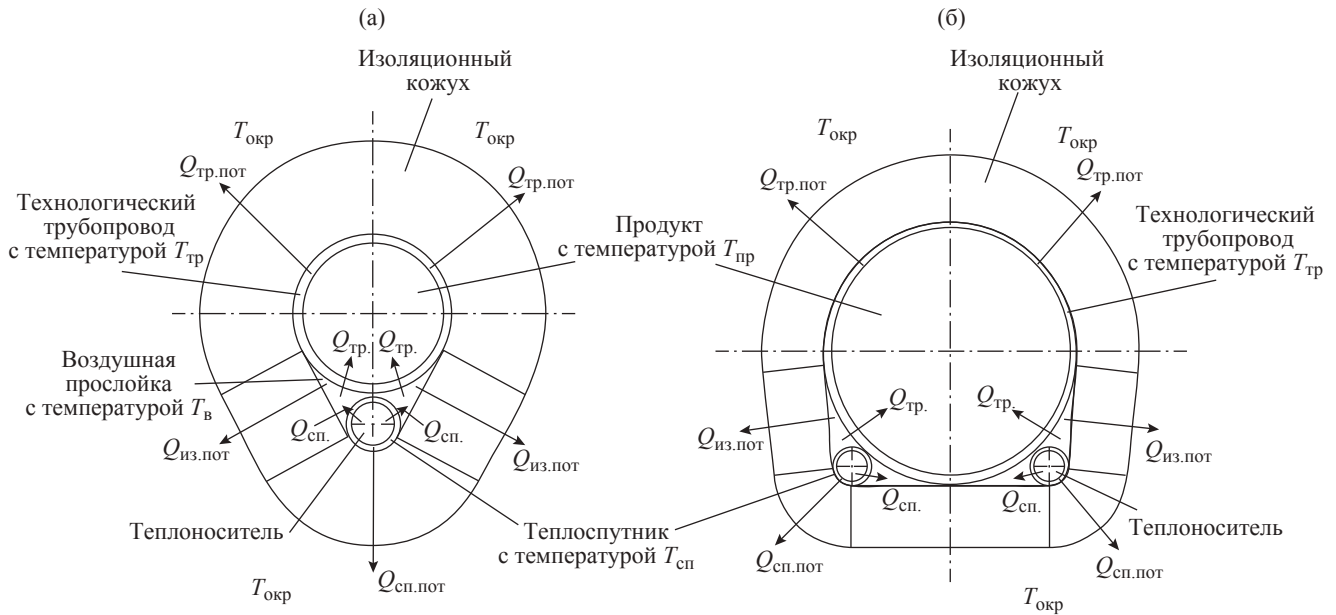 (а)
(б)
Изоляционный
кожух
Изоляционный
кожух
Tокр
Tокр
Tокр
Tокр
Qтр.пот
Qтр.пот
Qтр.пот
Qтр.пот
Технологический
трубопровод
с температурой Tтр
Продукт
с температурой Tпр
Технологический
трубопровод
с температурой Tтр
Воздушная
прослойка
с температурой Tв
Qтр.
Qтр.
Qтр.
Qтр.
Qсп.
Qсп.
Qиз.пот
Qиз.пот
Qиз.пот
Qиз.пот
Qсп.
Qсп.
Теплоноситель
Теплоспутник
с температурой Tсп
Теплоноситель
Qсп.пот
Qсп.пот
Qсп.пот
Tокр
Tокр